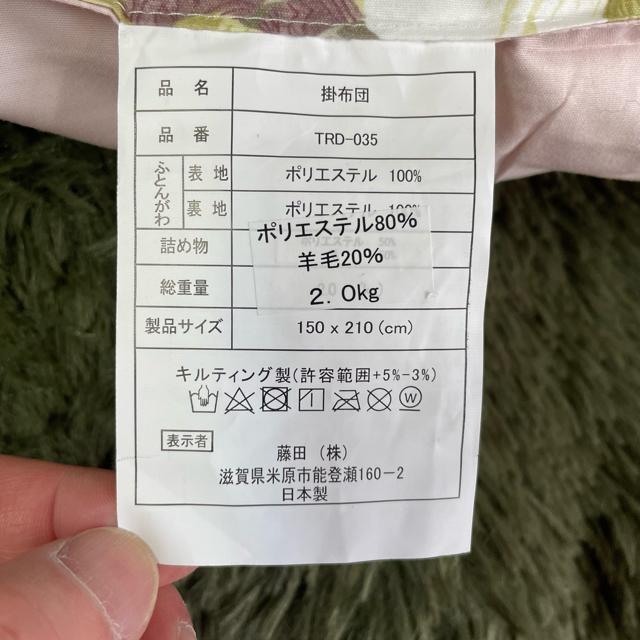 品名 掛布団
品番 TRD-035
ふとんがわ 表地 ポリエステル 100%
裏地 ポリエステル 100%
詰め物 ポリエステル80%
羊毛20%
総重量 2.0kg
製品サイズ 150 x 210 (cm)
キルティング製(許容範囲+5%-3%)
W
表示者
藤田 (株)
滋賀県米原市能登瀬160-2
日本製